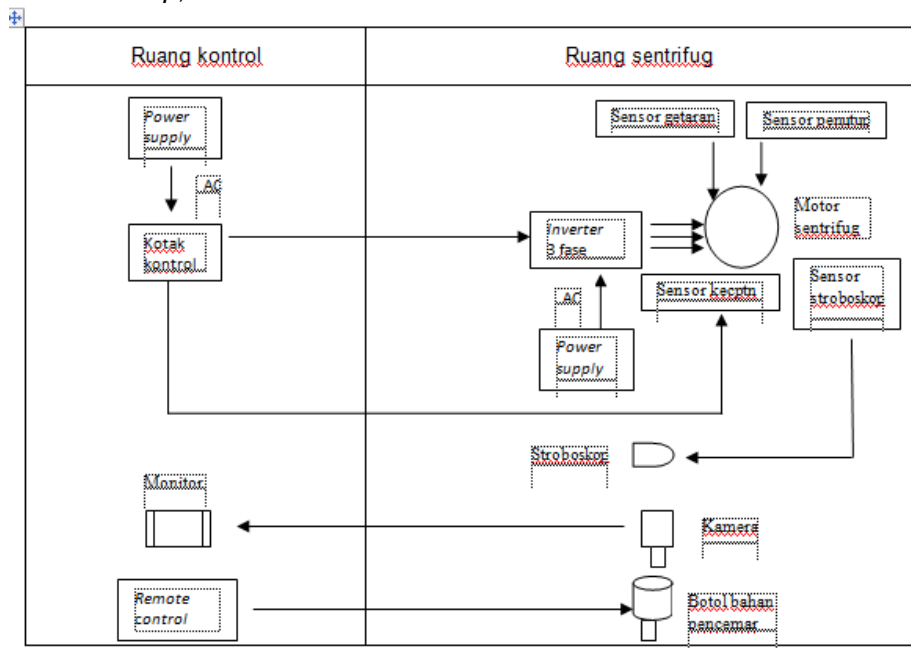 Ruang kontrol
Ruang sentrifug
Power
supply
AC
Kotak
kontrol
Sensor getaran
Sensor penutup
Motor
sentrifug
Inverter
3 fase
Sensor kecptn
Sensor
stroboskop
AC
Power
supply
Stroboskop
Monitor
Kamera
Remote
control
Botol bahan
pencemar